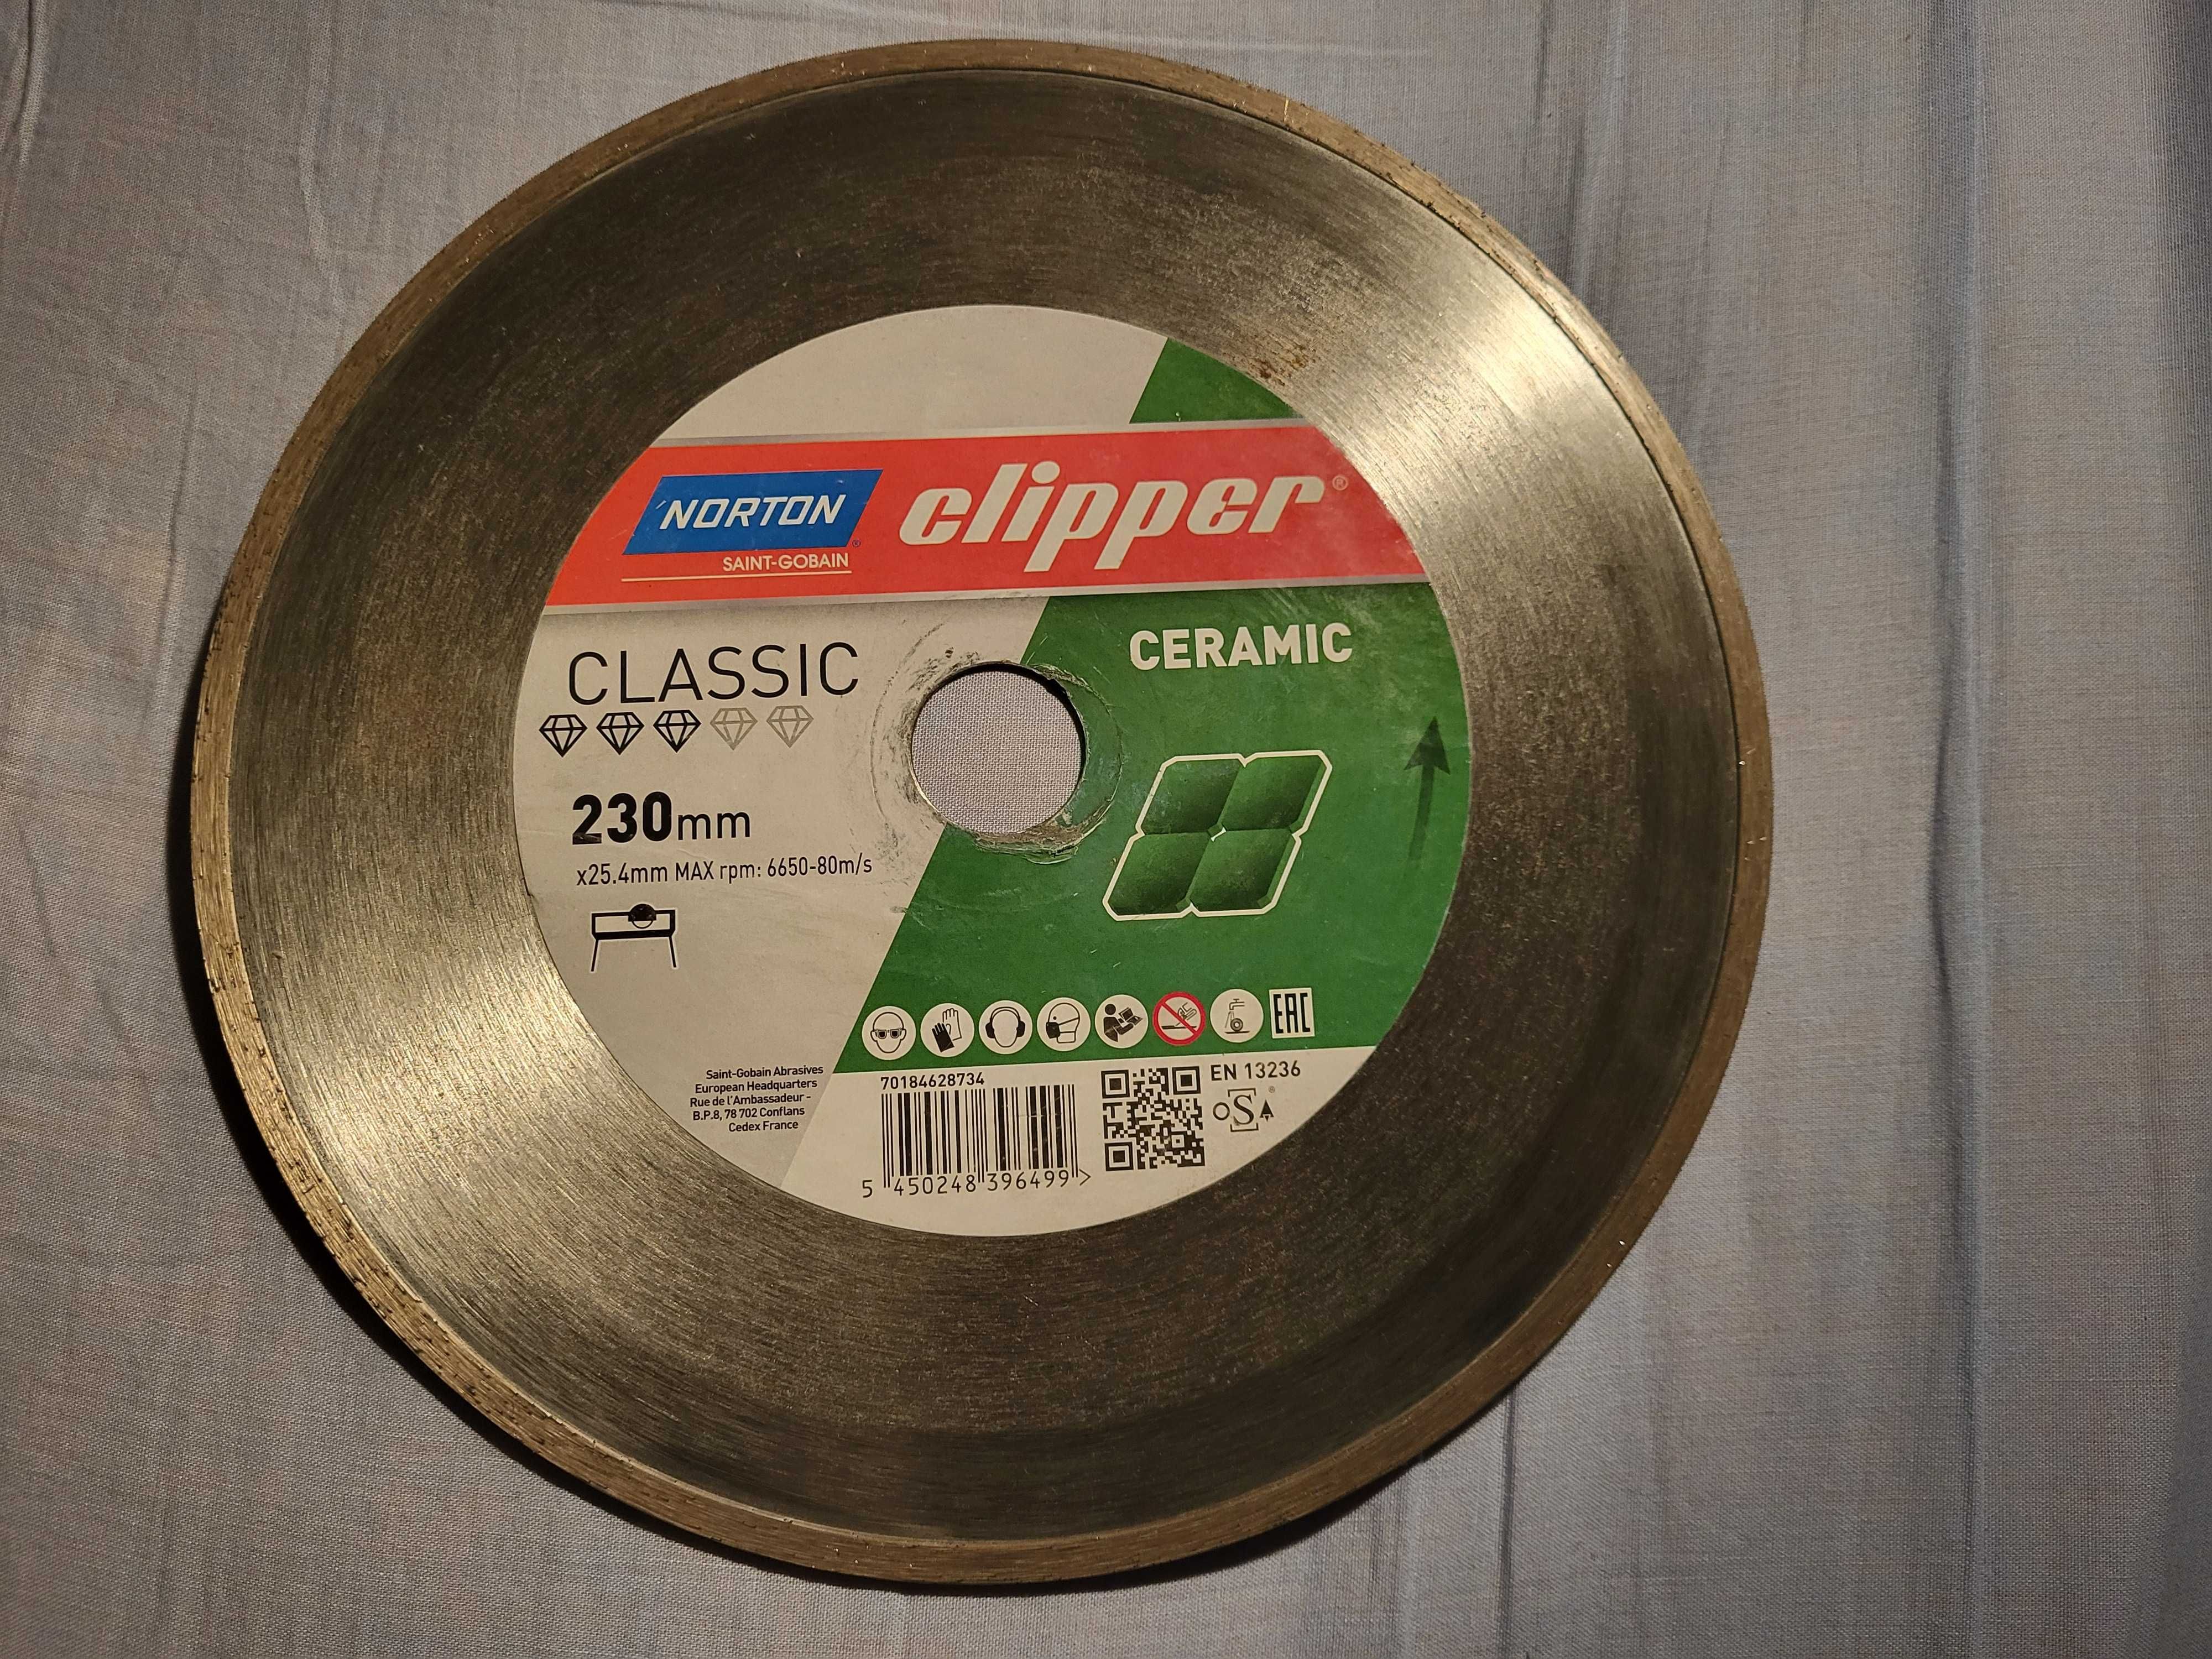 NORTON®
SAINT-GOBAIN
clipper®
CLASSIC
CERAMIC
230mm
x25.4mm MAX rpm: 6650-80m/s
EAC
Saint-Gobain Abrasives
European Headquarters
Rue de l'Ambassadeur -
B.P.8, 78 702 Conflans
Cedex France
70184628734
5 450248 396499 >
EN 13236
oSa®